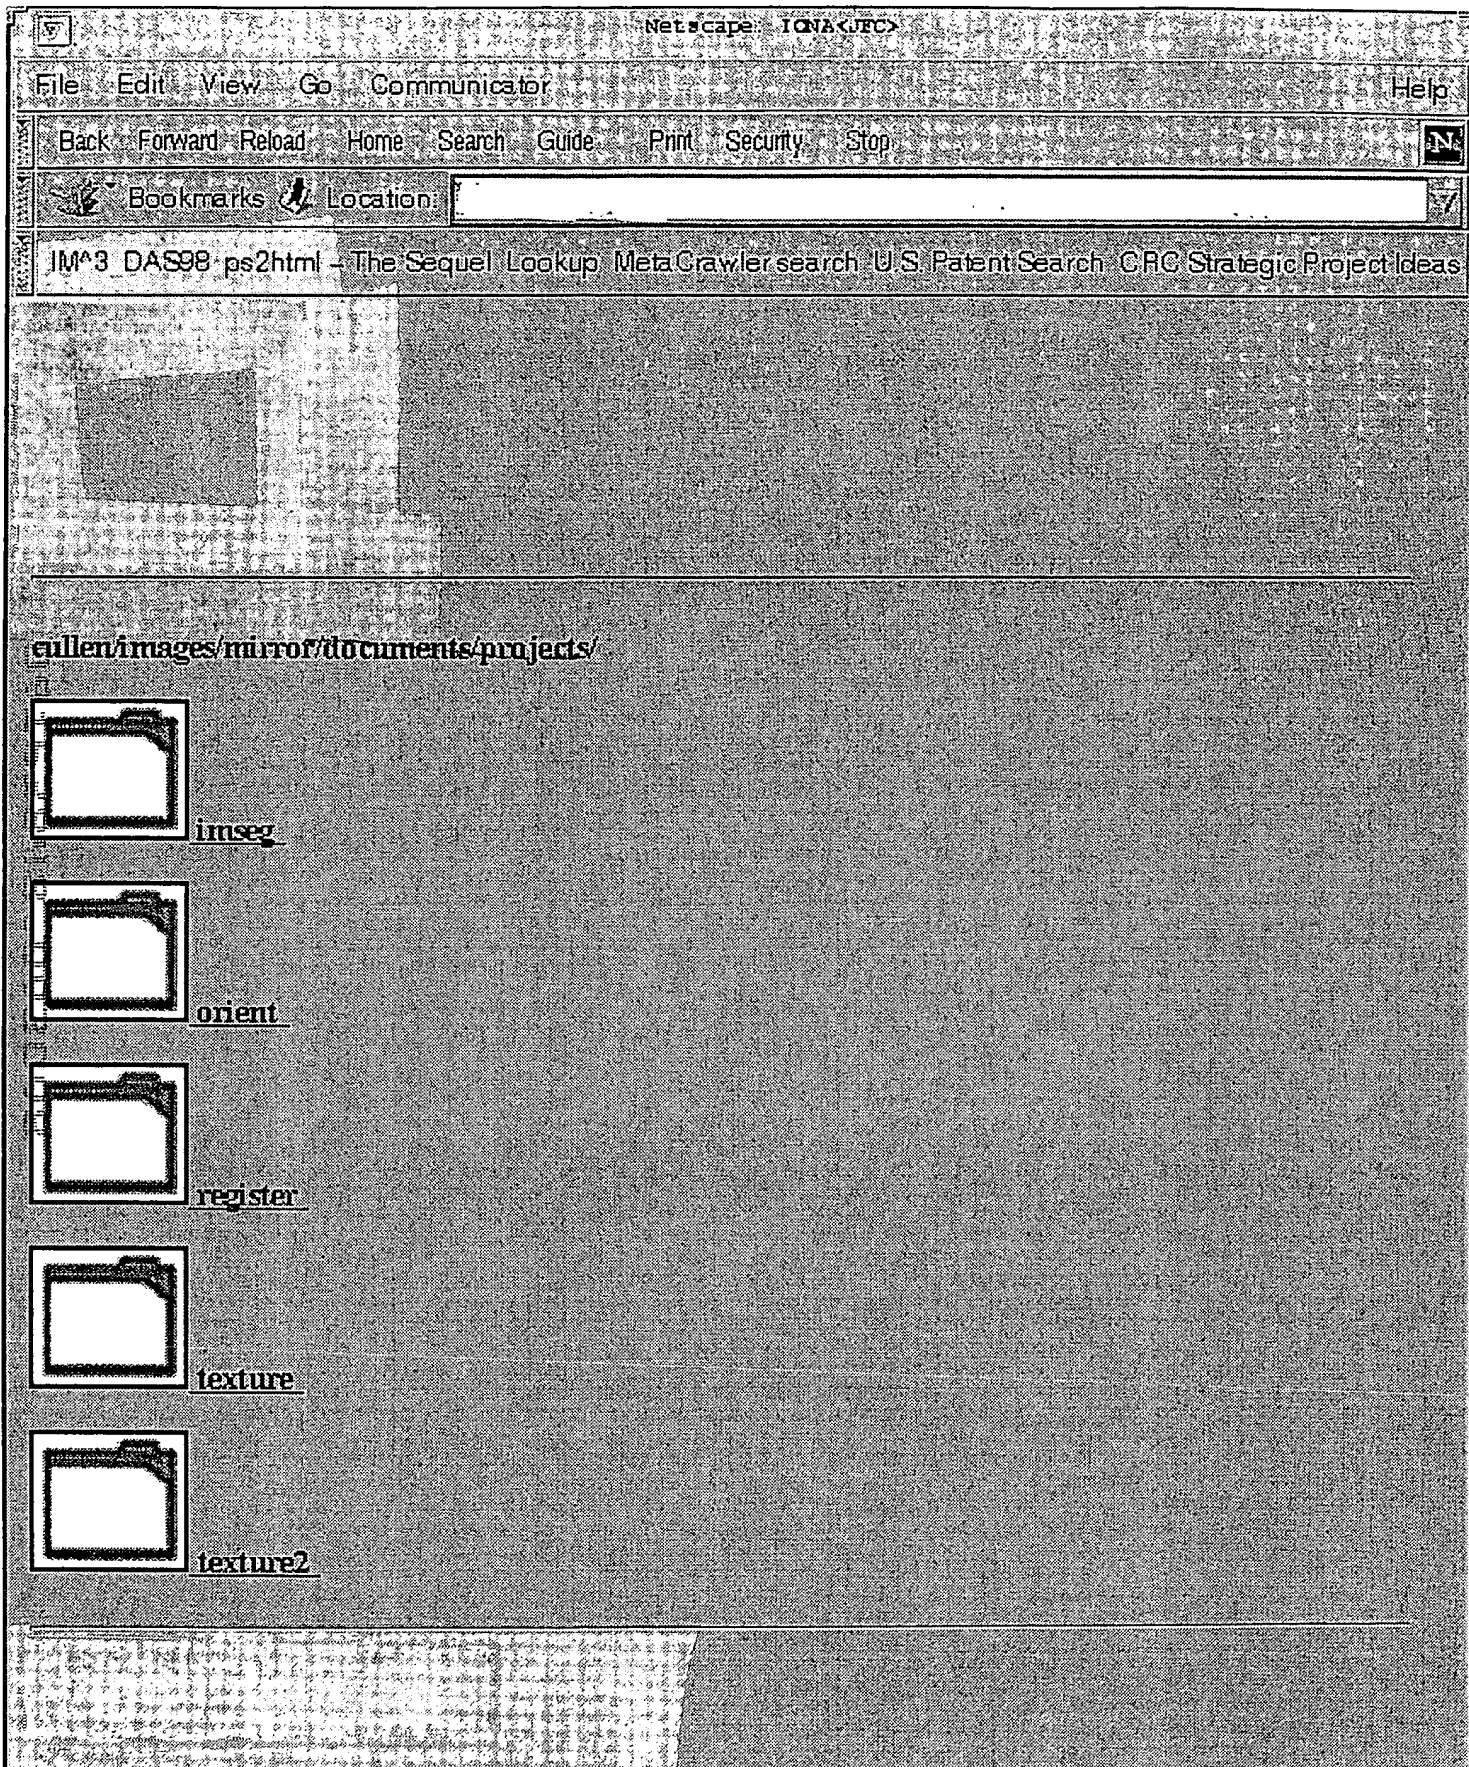 Netscape: IONA<JFC>
File Edit View Go Communicator Help
Back Forward Reload Home Search Guide Print Security Stop N
Bookmarks Location:
IM^3_DAS98 ps2html – The Sequel Lookup MetaCrawler search U.S. Patent Search CRC Strategic Project Ideas
cullen/images/mirror/documents/projects/
imseg
orient
register
texture
texture2